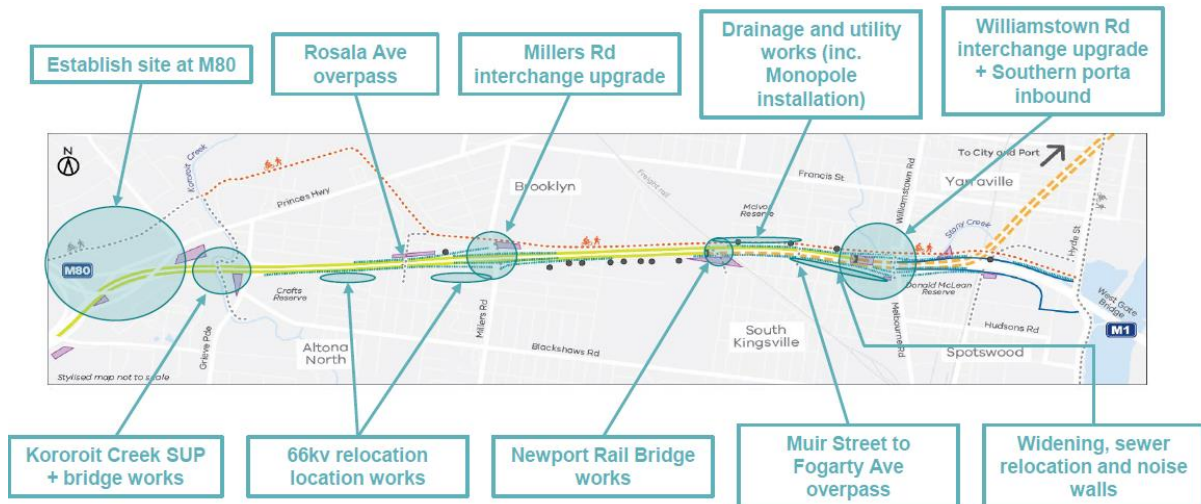 Establish site at M80
Rosala Ave
overpass
Millers Rd
interchange upgrade
Drainage and utility
works (inc.
Monopole
installation)
Williamstown Rd
interchange upgrade
+ Southern porta
inbound
N
Kororoit Creek
Princes Hwy
Brooklyn
Freight rail
McIvor
Reserve
Francis St
Williamstown Rd
To City and Port
Yarraville
Stony Creek
Hyde St
M80
Grieve Pde
Crofts
Reserve
Altona
North
Millers Rd
Blackshaws Rd
South
Kingsville
Melbourne Rd
Donald McLean
Reserve
Hudsons Rd
Spotswood
West Gate
Bridge
M1
Stylised map not to scale
Kororoit Creek SUP
+ bridge works
66kv relocation
location works
Newport Rail Bridge
works
Muir Street to
Fogarty Ave
overpass
Widening, sewer
relocation and noise
walls